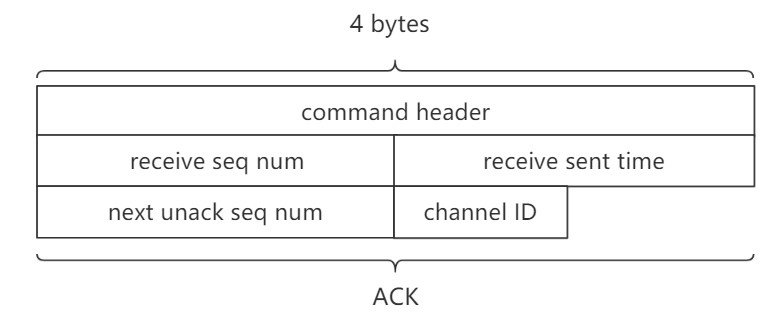 4 bytes
command header
receive seq num
receive sent time
next unack seq num
channel ID
ACK